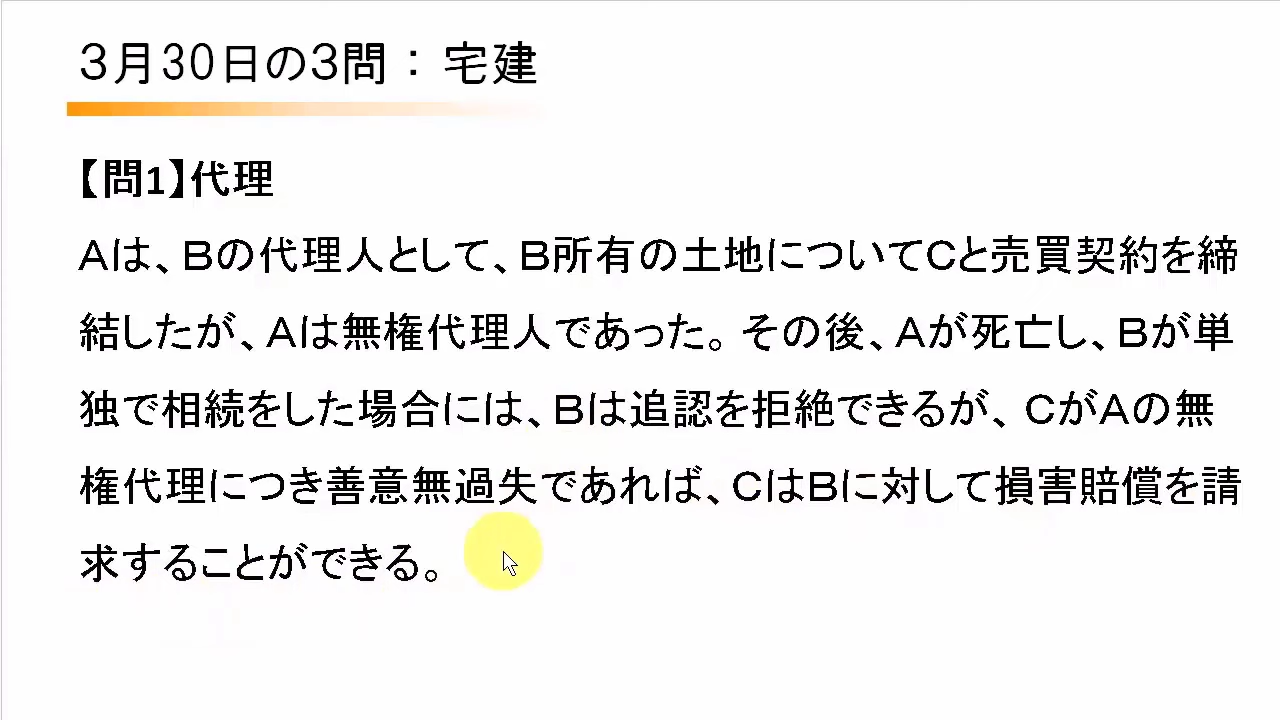 ３月30日の３問：宅建
【問1】代理
Ａは、Ｂの代理人として、Ｂ所有の土地についてＣと売買契約を締
結したが、Ａは無権代理人であった。その後、Ａが死亡し、Ｂが単
独で相続をした場合には、Ｂは追認を拒絶できるが、ＣがＡの無
権代理につき善意無過失であれば、ＣはＢに対して損害賠償を請
求することができる。